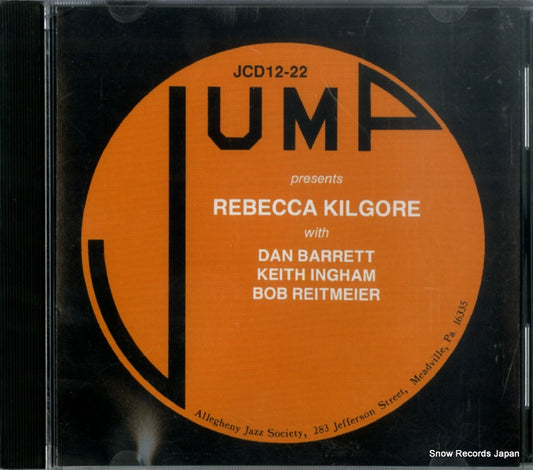 JCD12-22
JUMP
presents
REBECCA KILGORE
with
DAN BARRETT
KEITH INGHAM
BOB REITMEIER
Allegheny Jazz Society, 283 Jefferson Street, Meadville, Pa. 16335
Snow Records Japan